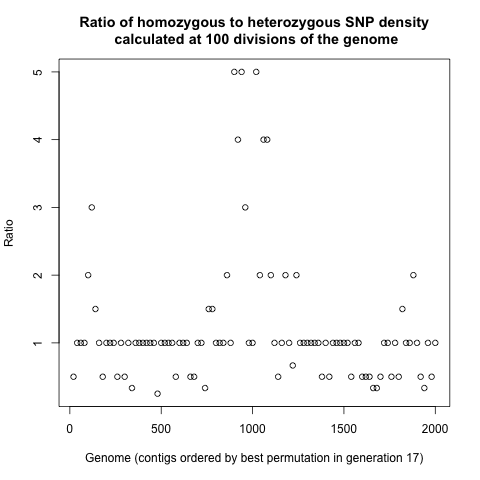 Ratio of homozygous to heterozygous SNP density
calculated at 100 divisions of the genome
5
4
3
2
1
Ratio
0 500 1000 1500 2000
Genome (contigs ordered by best permutation in generation 17)